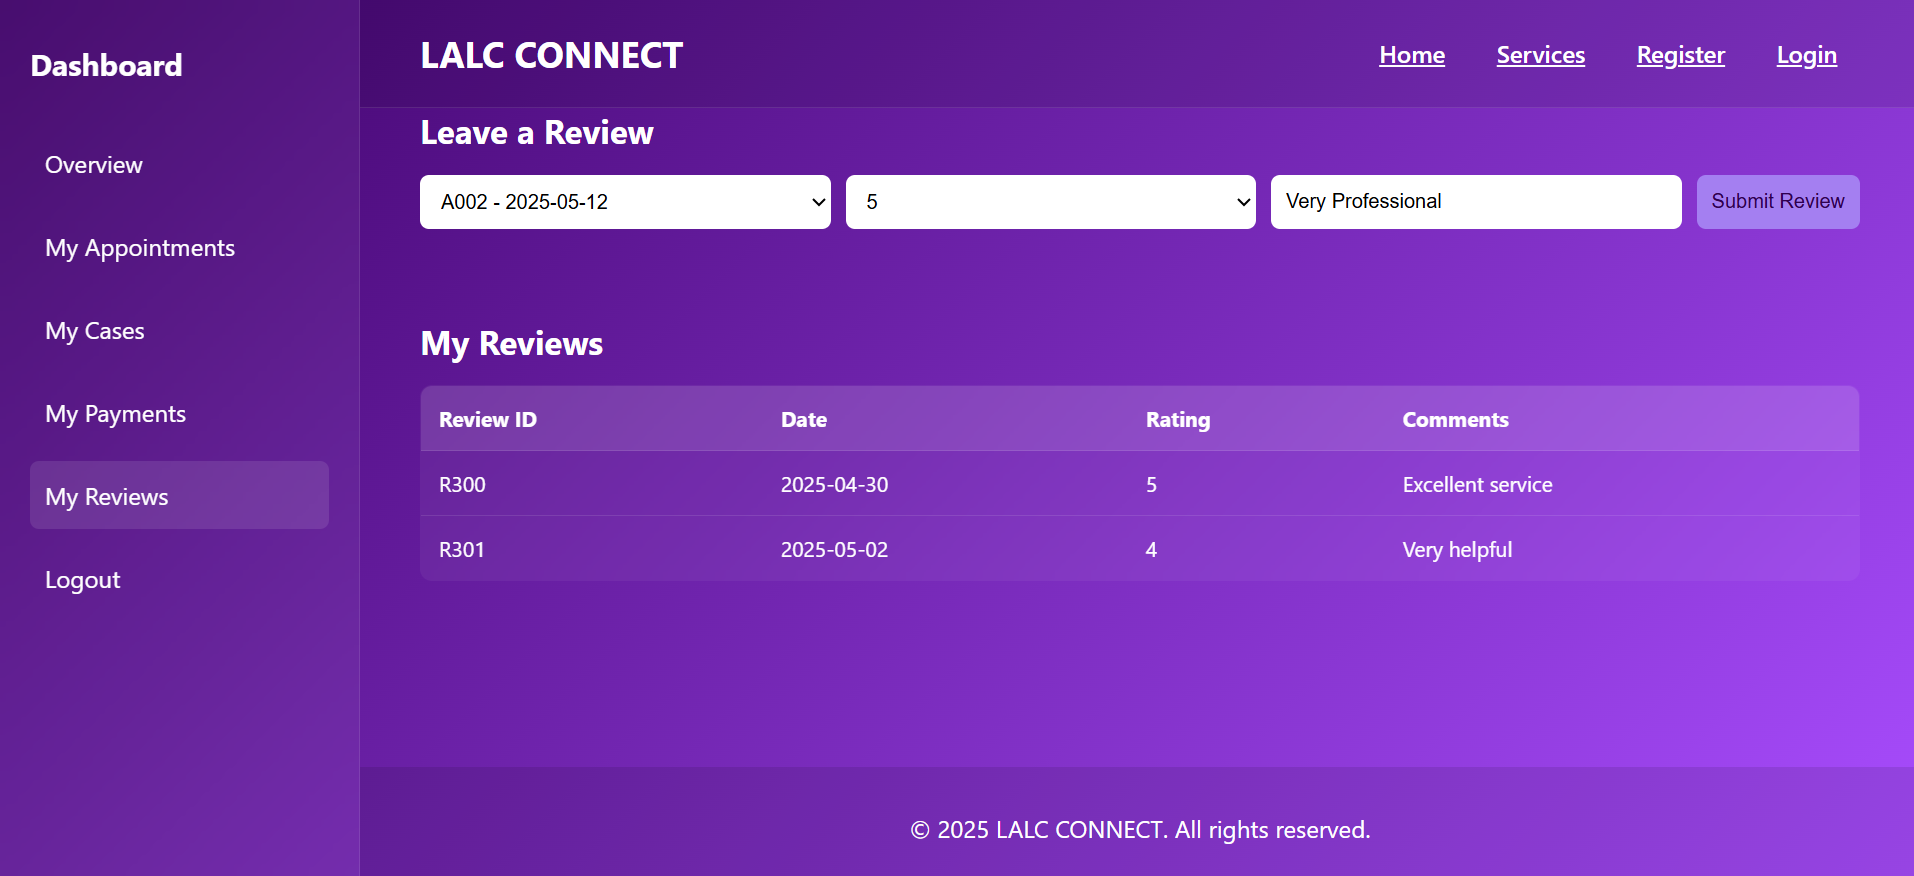 Dashboard
Overview
My Appointments
My Cases
My Payments
My Reviews
Logout
LALC CONNECT
Home Services Register Login
Leave a Review
A002 - 2025-05-12 5 Very Professional Submit Review
My Reviews
Review ID Date Rating Comments
R300 2025-04-30 5 Excellent service
R301 2025-05-02 4 Very helpful
© 2025 LALC CONNECT. All rights reserved.